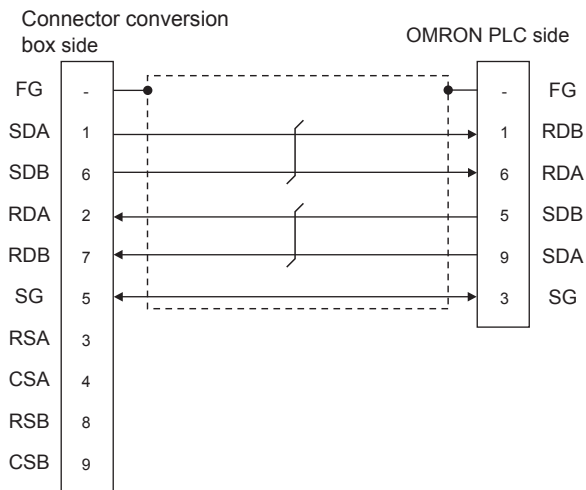 Connector conversion
box side
OMRON PLC side
FG - - FG
SDA 1 1 RDB
SDB 6 6 RDA
RDA 2 5 SDB
RDB 7 9 SDA
SG 5 3 SG
RSA 3
CSA 4
RSB 8
CSB 9